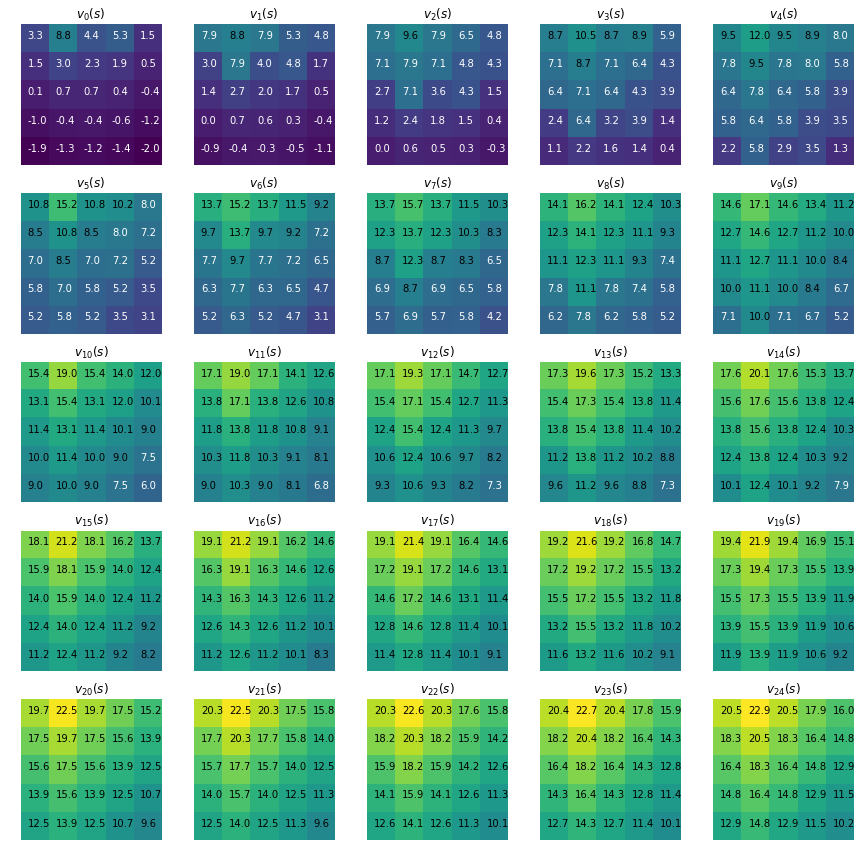 v₀(s) v₁(s) v₂(s) v₃(s) v₄(s)
3.3 8.8 4.4 5.3 1.5 7.9 8.8 7.9 5.3 4.8 7.9 9.6 7.9 6.5 4.8 8.7 10.5 8.7 8.9 5.9 9.5 12.0 9.5 8.9 8.0
1.5 3.0 2.3 1.9 0.5 3.0 7.9 4.0 4.8 1.7 7.1 7.9 7.1 4.8 4.3 7.1 8.7 7.1 6.4 4.3 7.8 9.5 7.8 8.0 5.8
0.1 0.7 0.7 0.4 -0.4 1.4 2.7 2.0 1.7 0.5 2.7 7.1 3.6 4.3 1.5 6.4 7.1 6.4 4.3 3.9 6.4 7.8 6.4 5.8 3.9
-1.0 -0.4 -0.4 -0.6 -1.2 0.0 0.7 0.6 0.3 -0.4 1.2 2.4 1.8 1.5 0.4 2.4 6.4 3.2 3.9 1.4 5.8 6.4 5.8 3.9 3.5
-1.9 -1.3 -1.2 -1.4 -2.0 -0.9 -0.4 -0.3 -0.5 -1.1 0.0 0.6 0.5 0.3 -0.3 1.1 2.2 1.6 1.4 0.4 2.2 5.8 2.9 3.5 1.3
v₅(s) v₆(s) v₇(s) v₈(s) v₉(s)
10.8 15.2 10.8 10.2 8.0 13.7 15.2 13.7 11.5 9.2 13.7 15.7 13.7 11.5 10.3 14.1 16.2 14.1 12.4 10.3 14.6 17.1 14.6 13.4 11.2
8.5 10.8 8.5 8.0 7.2 9.7 13.7 9.7 9.2 7.2 12.3 13.7 12.3 10.3 8.3 12.3 14.1 12.3 11.1 9.3 12.7 14.6 12.7 11.2 10.0
7.0 8.5 7.0 7.2 5.2 7.7 9.7 7.7 7.2 6.5 8.7 12.3 8.7 8.3 6.5 11.1 12.3 11.1 9.3 7.4 11.1 12.7 11.1 10.0 8.4
5.8 7.0 5.8 5.2 3.5 6.3 7.7 6.3 6.5 4.7 6.9 8.7 6.9 6.5 5.8 7.8 11.1 7.8 7.4 5.8 10.0 11.1 10.0 8.4 6.7
5.2 5.8 5.2 3.5 3.1 5.2 6.3 5.2 4.7 3.1 5.7 6.9 5.7 5.8 4.2 6.2 7.8 6.2 5.8 5.2 7.1 10.0 7.1 6.7 5.2
v₁₀(s) v₁₁(s) v₁₂(s) v₁₃(s) v₁₄(s)
15.4 19.0 15.4 14.0 12.0 17.1 19.0 17.1 14.1 12.6 17.1 19.3 17.1 14.7 12.7 17.3 19.6 17.3 15.2 13.3 17.6 20.1 17.6 15.3 13.7
13.1 15.4 13.1 12.0 10.1 13.8 17.1 13.8 12.6 10.8 15.4 17.1 15.4 12.7 11.3 15.4 17.3 15.4 13.8 11.4 15.6 17.6 15.6 13.8 12.4
11.4 13.1 11.4 10.1 9.0 11.8 13.8 11.8 10.8 9.1 12.4 15.4 12.4 11.3 9.7 13.8 15.4 13.8 11.4 10.2 13.8 15.6 13.8 12.4 10.3
10.0 11.4 10.0 9.0 7.5 10.3 11.8 10.3 9.1 8.1 10.6 12.4 10.6 9.7 8.2 11.2 13.8 11.2 10.2 8.8 12.4 13.8 12.4 10.3 9.2
9.0 10.0 9.0 7.5 6.0 9.0 10.3 9.0 8.1 6.8 9.3 10.6 9.3 8.2 7.3 9.6 11.2 9.6 8.8 7.3 10.1 12.4 10.1 9.2 7.9
v₁₅(s) v₁₆(s) v₁₇(s) v₁₈(s) v₁₉(s)
18.1 21.2 18.1 16.2 13.7 19.1 21.2 19.1 16.2 14.6 19.1 21.4 19.1 16.4 14.6 19.2 21.6 19.2 16.8 14.7 19.4 21.9 19.4 16.9 15.1
15.9 18.1 15.9 14.0 12.4 16.3 19.1 16.3 14.6 12.6 17.2 19.1 17.2 14.6 13.1 17.2 19.2 17.2 15.5 13.2 17.3 19.4 17.3 15.5 13.9
14.0 15.9 14.0 12.4 11.2 14.3 16.3 14.3 12.6 11.2 14.6 17.2 14.6 13.1 11.4 15.5 17.2 15.5 13.2 11.8 15.5 17.3 15.5 13.9 11.9
12.4 14.0 12.4 11.2 9.2 12.6 14.3 12.6 11.2 10.1 12.8 14.6 12.8 11.4 10.1 13.2 15.5 13.2 11.8 10.2 13.9 15.5 13.9 11.9 10.6
11.2 12.4 11.2 9.2 8.2 11.2 12.6 11.2 10.1 8.3 11.4 12.8 11.4 10.1 9.1 11.6 13.2 11.6 10.2 9.1 11.9 13.9 11.9 10.6 9.2
v₂₀(s) v₂₁(s) v₂₂(s) v₂₃(s) v₂₄(s)
19.7 22.5 19.7 17.5 15.2 20.3 22.5 20.3 17.5 15.8 20.3 22.6 20.3 17.6 15.8 20.4 22.7 20.4 17.8 15.9 20.5 22.9 20.5 17.9 16.0
17.5 19.7 17.5 15.6 13.9 17.7 20.3 17.7 15.8 14.0 18.2 20.3 18.2 15.9 14.2 18.2 20.4 18.2 16.4 14.3 18.3 20.5 18.3 16.4 14.8
15.6 17.5 15.6 13.9 12.5 15.7 17.7 15.7 14.0 12.5 15.9 18.2 15.9 14.2 12.6 16.4 18.2 16.4 14.3 12.8 16.4 18.3 16.4 14.8 12.9
13.9 15.6 13.9 12.5 10.7 14.0 15.7 14.0 12.5 11.3 14.1 15.9 14.1 12.6 11.3 14.3 16.4 14.3 12.8 11.4 14.8 16.4 14.8 12.9 11.5
12.5 13.9 12.5 10.7 9.6 12.5 14.0 12.5 11.3 9.6 12.6 14.1 12.6 11.3 10.1 12.7 14.3 12.7 11.4 10.1 12.9 14.8 12.9 11.5 10.2